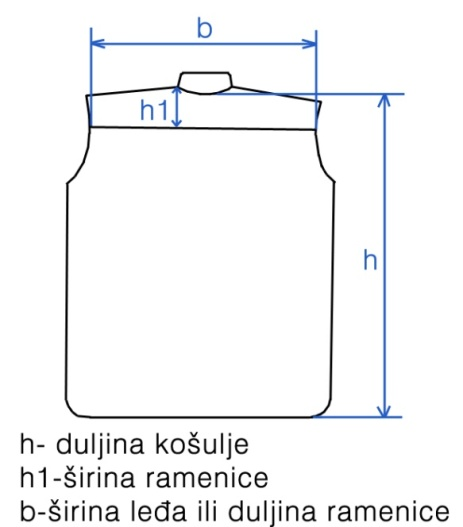 b
h1
h
h- duljina košulje
h1-širina ramenice
b-širina leđa ili duljina ramenice